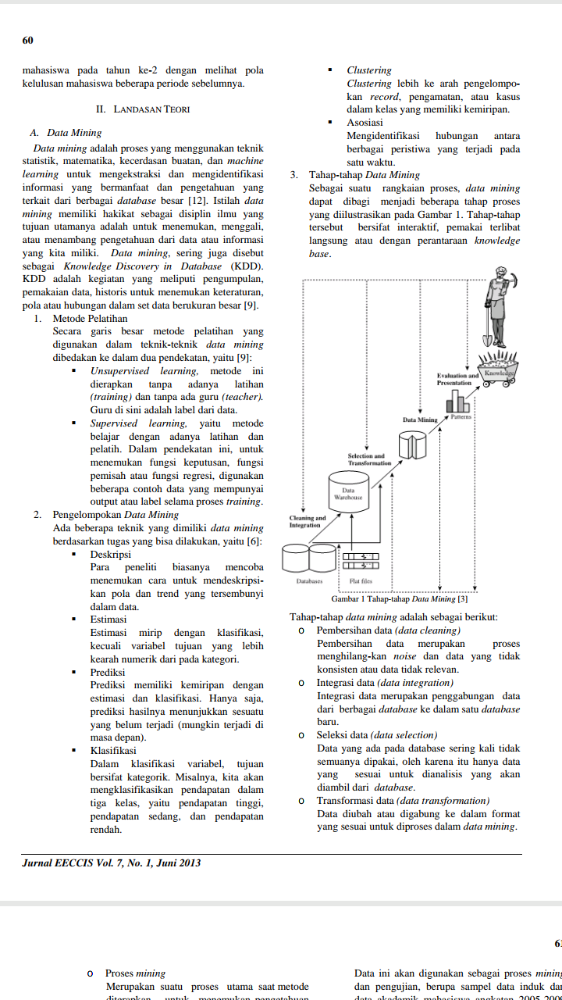 60
mahasiswa pada tahun ke-2 dengan melihat pola
kelulusan mahasiswa beberapa periode sebelumnya.
II. LANDASAN TEORI
A. Data Mining
Data mining adalah proses yang menggunakan teknik
statistik, matematika, kecerdasan buatan, dan machine
learning untuk mengekstraksi dan mengidentifikasi
informasi yang bermanfaat dan pengetahuan yang
terkait dari berbagai database besar [12]. Istilah data
mining memiliki hakikat sebagai disiplin ilmu yang
tujuan utamanya adalah untuk menemukan, menggali,
atau menambang pengetahuan dari data atau informasi
yang kita miliki. Data mining, sering juga disebut
sebagai Knowledge Discovery in Database (KDD).
KDD adalah kegiatan yang meliputi pengumpulan,
pemakaian data, historis untuk menemukan keteraturan,
pola atau hubungan dalam set data berukuran besar [9].
1. Metode Pelatihan
Secara garis besar metode pelatihan yang
digunakan dalam teknik-teknik data mining
dibedakan ke dalam dua pendekatan, yaitu [9]:
▪ Unsupervised learning, metode ini
dierapkan tanpa adanya latihan
(training) dan tanpa ada guru (teacher).
Guru di sini adalah label dari data.
▪ Supervised learning, yaitu metode
belajar dengan adanya latihan dan
pelatih. Dalam pendekatan ini, untuk
menemukan fungsi keputusan, fungsi
pemisah atau fungsi regresi, digunakan
beberapa contoh data yang mempunyai
output atau label selama proses training.
2. Pengelompokan Data Mining
Ada beberapa teknik yang dimiliki data mining
berdasarkan tugas yang bisa dilakukan, yaitu [6]:
▪ Deskripsi
Para peneliti biasanya mencoba
menemukan cara untuk mendeskripsi-
kan pola dan trend yang tersembunyi
dalam data.
▪ Estimasi
Estimasi mirip dengan klasifikasi,
kecuali variabel tujuan yang lebih
kearah numerik dari pada kategori.
▪ Prediksi
Prediksi memiliki kemiripan dengan
estimasi dan klasifikasi. Hanya saja,
prediksi hasilnya menunjukkan sesuatu
yang belum terjadi (mungkin terjadi di
masa depan).
▪ Klasifikasi
Dalam klasifikasi variabel, tujuan
bersifat kategorik. Misalnya, kita akan
mengklasifikasikan pendapatan dalam
tiga kelas, yaitu pendapatan tinggi,
pendapatan sedang, dan pendapatan
rendah.
▪ Clustering
Clustering lebih ke arah pengelompo-
kan record, pengamatan, atau kasus
dalam kelas yang memiliki kemiripan.
▪ Asosiasi
Mengidentifikasi hubungan antara
berbagai peristiwa yang terjadi pada
satu waktu.
3. Tahap-tahap Data Mining
Sebagai suatu rangkaian proses, data mining
dapat dibagi menjadi beberapa tahap proses
yang diilustrasikan pada Gambar 1. Tahap-tahap
tersebut bersifat interaktif, pemakai terlibat
langsung atau dengan perantaraan knowledge
base.
Evaluation and
Presentation
Knowledge
Data Mining
Patterns
Selection and
Transformation
Data
Warehouse
Cleaning and
Integration
Databases
Flat files
Gambar 1 Tahap-tahap Data Mining [3]
Tahap-tahap data mining adalah sebagai berikut:
o Pembersihan data (data cleaning)
Pembersihan data merupakan proses
menghilang-kan noise dan data yang tidak
konsisten atau data tidak relevan.
o Integrasi data (data integration)
Integrasi data merupakan penggabungan data
dari berbagai database ke dalam satu database
baru.
o Seleksi data (data selection)
Data yang ada pada database sering kali tidak
semuanya dipakai, oleh karena itu hanya data
yang sesuai untuk dianalisis yang akan
diambil dari database.
o Transformasi data (data transformation)
Data diubah atau digabung ke dalam format
yang sesuai untuk diproses dalam data mining.
Jurnal EECCIS Vol. 7, No. 1, Juni 2013
o Proses mining
Merupakan suatu proses utama saat metode
diterapkan untuk menemukan pengetahuan
Data ini akan digunakan sebagai proses mining
dan pengujian, berupa sampel data induk
data akademik mahasiswa angkatan